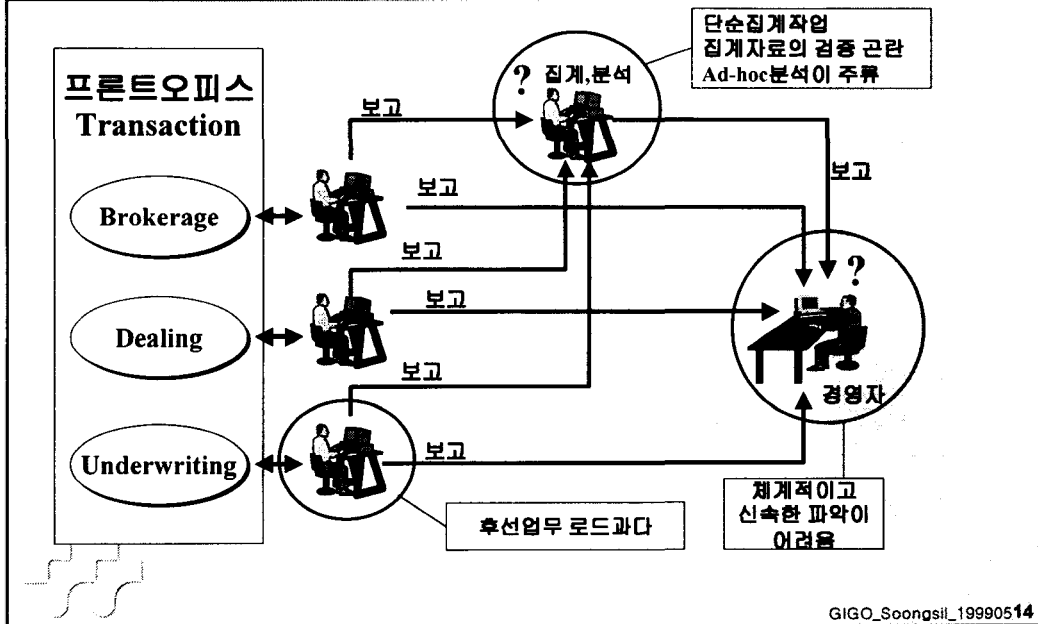 프론트오피스
Transaction
Brokerage
Dealing
Underwriting
보고
보고
보고
보고
보고
보고
보고
? 집계,분석
단순집계작업
집계자료의 검증 곤란
Ad-hoc분석이 주류
?
경영자
체계적이고
신속한 파악이
어려움
후선업무 로드과다
GIGO_Soongsil_19990514